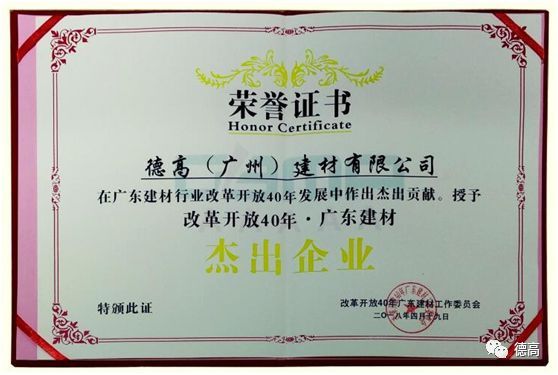 荣誉证书
Honor Certificate
德高（广州）建材有限公司
在广东建材行业改革开放40年发展中作出杰出贡献。授予
改革开放40年·广东建材
杰出企业
特颁此证
改革开放40年广东建材工作委员会
二〇一八年四月十九日
德高